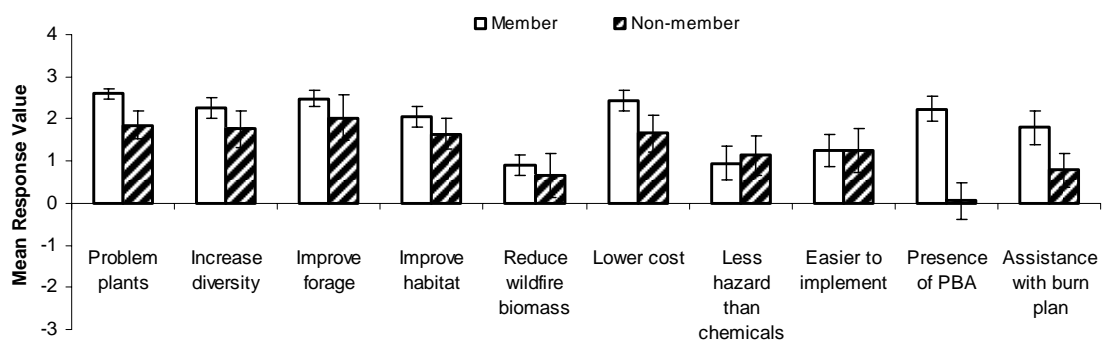 Member Non-member
Mean Response Value
4
3
2
1
0
-1
-2
-3
Problem
plants
Increase
diversity
Improve
forage
Improve
habitat
Reduce
wildfire
biomass
Lower cost
Less
hazard than
chemicals
Easier to
implement
Presence
of PBA
Assistance
with burn
plan